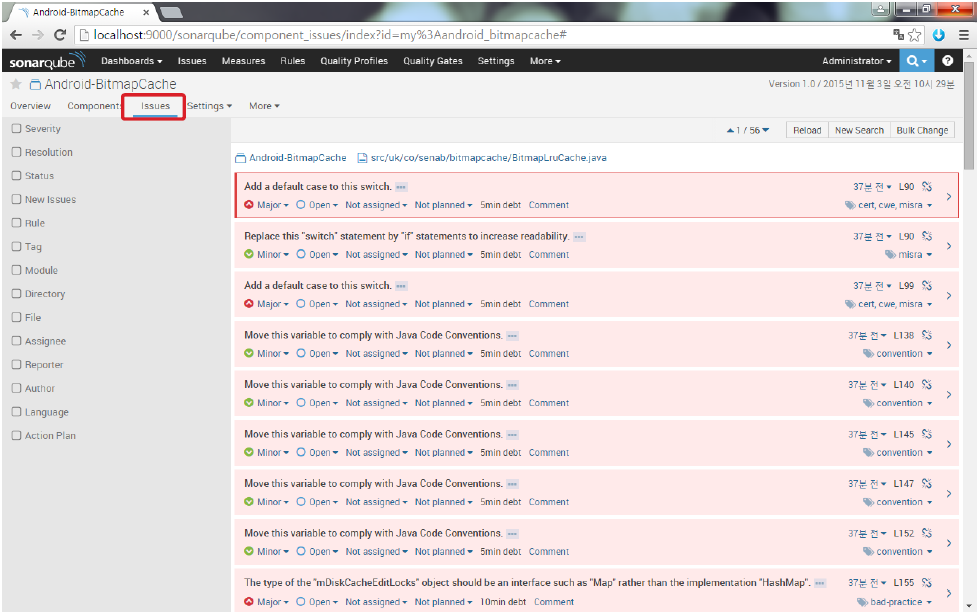 Android-BitmapCache
localhost:9000/sonarqube/component_issues/index?id=my%3Aandroid_bitmapcache#
sonarqube Dashboards Issues Measures Rules Quality Profiles Quality Gates Settings More Administrator
Android-BitmapCache
Version 1.0 / 2015년 11월 3일 오전 10시 29분
Overview Components Issues Settings More
Severity
Resolution
Status
New Issues
Rule
Tag
Module
Directory
File
Assignee
Reporter
Author
Language
Action Plan
1 / 56 Reload New Search Bulk Change
Android-BitmapCache src/uk/co/senab/bitmapcache/BitmapLruCache.java
Add a default case to this switch. 37분 전 L90
Major Open Not assigned Not planned 5min debt Comment cert, cwe, misra
Replace this "switch" statement by "if" statements to increase readability. 37분 전 L90
Minor Open Not assigned Not planned 5min debt Comment misra
Add a default case to this switch. 37분 전 L99
Major Open Not assigned Not planned 5min debt Comment cert, cwe, misra
Move this variable to comply with Java Code Conventions. 37분 전 L138
Minor Open Not assigned Not planned 5min debt Comment convention
Move this variable to comply with Java Code Conventions. 37분 전 L140
Minor Open Not assigned Not planned 5min debt Comment convention
Move this variable to comply with Java Code Conventions. 37분 전 L145
Minor Open Not assigned Not planned 5min debt Comment convention
Move this variable to comply with Java Code Conventions. 37분 전 L147
Minor Open Not assigned Not planned 5min debt Comment convention
Move this variable to comply with Java Code Conventions. 37분 전 L152
Minor Open Not assigned Not planned 5min debt Comment convention
The type of the "mDiskCacheEditLocks" object should be an interface such as "Map" rather than the implementation "HashMap". 37분 전 L155
Major Open Not assigned Not planned 10min debt Comment bad-practice